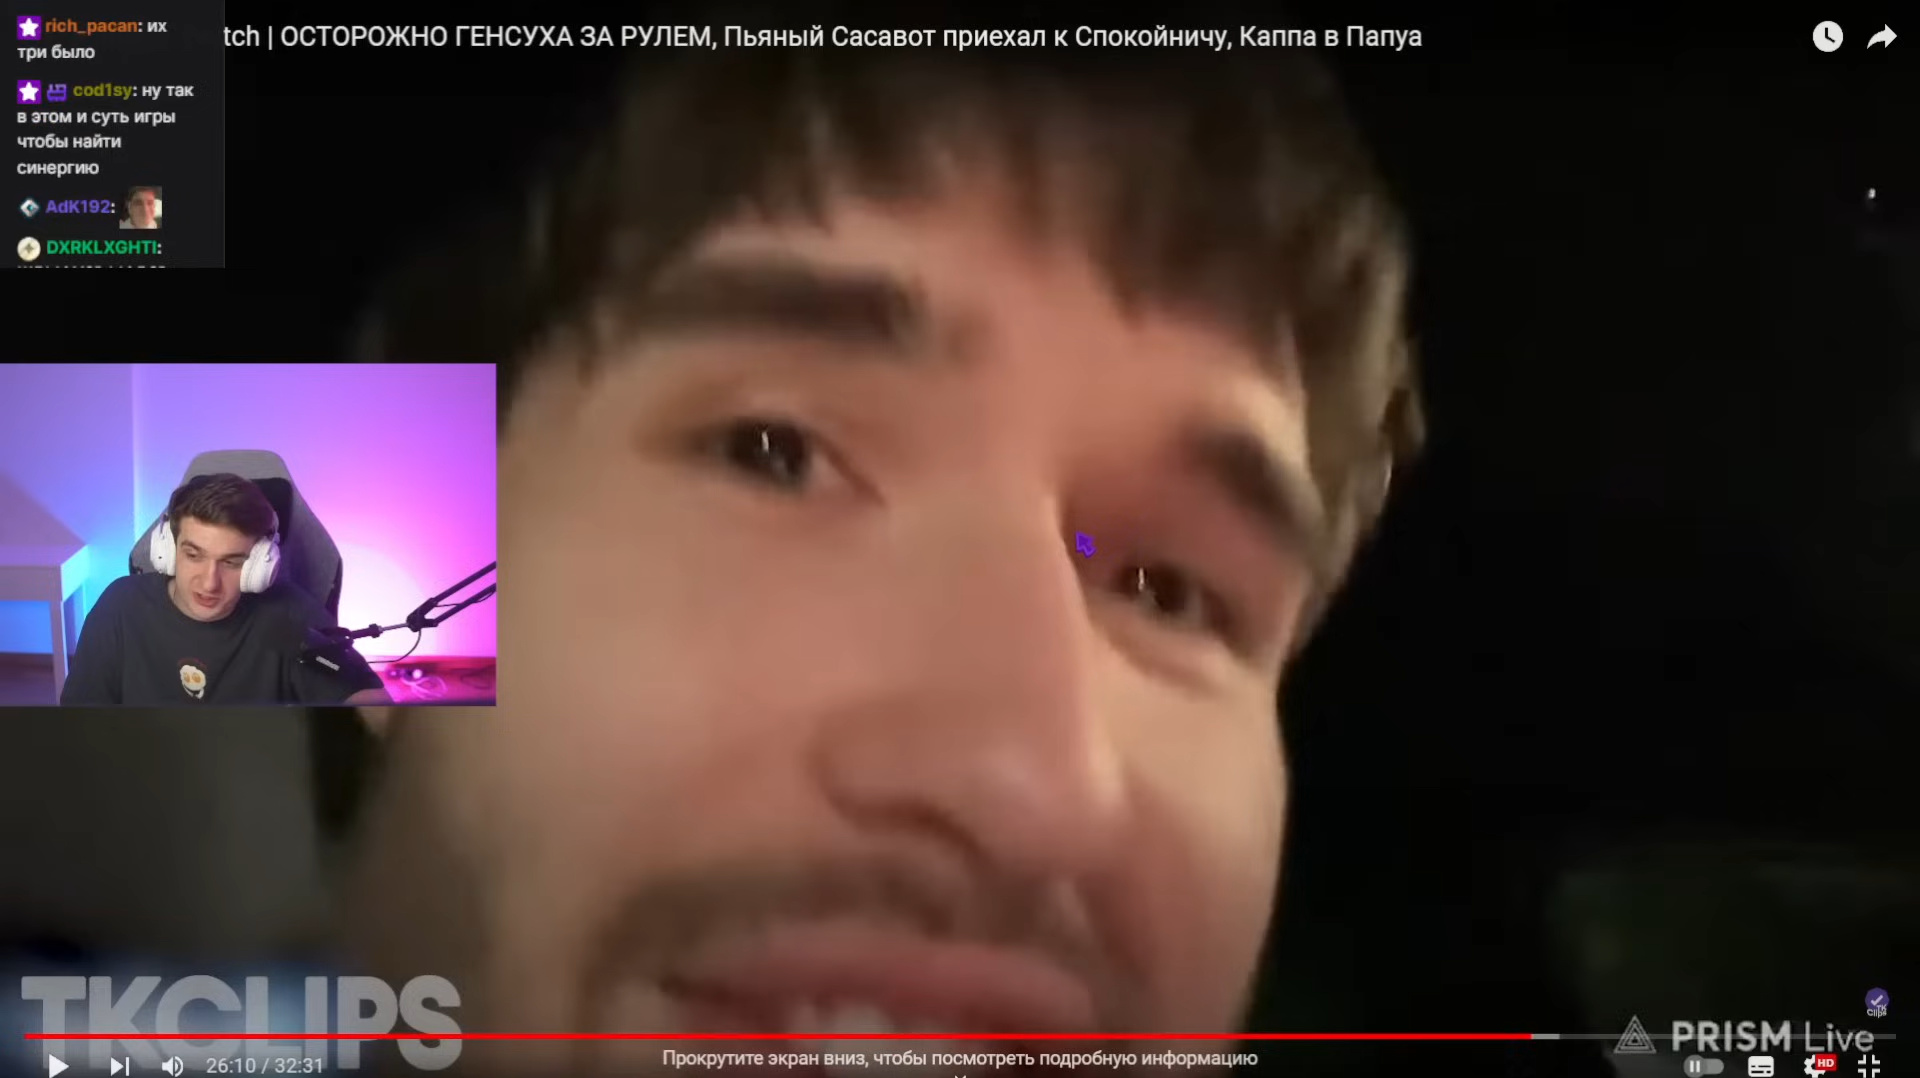 rich_pacan: их
три было
tch | ОСТОРОЖНО ГЕНСУХА ЗА РУЛЕМ, Пьяный Сасавот приехал к Спокойничу, Каппа в Папуа
cod1sy: ну так
в этом и суть игры
чтобы найти
синергию
AdK192:
DXRKLXGHTI:
TKCLIPS
PRISM Live
26:10 / 32:31
Прокрутите экран вниз, чтобы посмотреть подробную информацию
HD